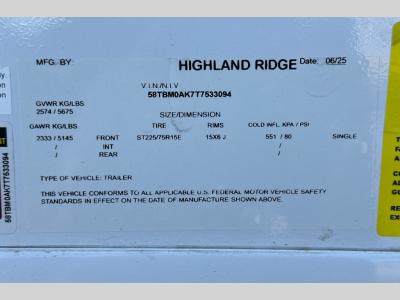 MFG. BY: HIGHLAND RIDGE Date: 06/25
V.I.N./N.I.V
58TBM0AK7T7533094
GVWR KG/LBS.
2574 / 5675
SIZE/DIMENSION
GAWR KG/LBS. TIRE RIMS COLD INFL. KPA / PSI
2333 / 5145 FRONT ST225/75R15E 15X6 J 551 / 80 SINGLE
/ INT
/ REAR
TYPE OF VEHICLE: TRAILER
THIS VEHICLE CONFORMS TO ALL APPLICABLE U.S. FEDERAL MOTOR VEHICLE SAFETY
STANDARDS IN EFFECT ON THE DATE OF MANUFACTURE SHOWN ABOVE.
58TBM0AK7T7533094